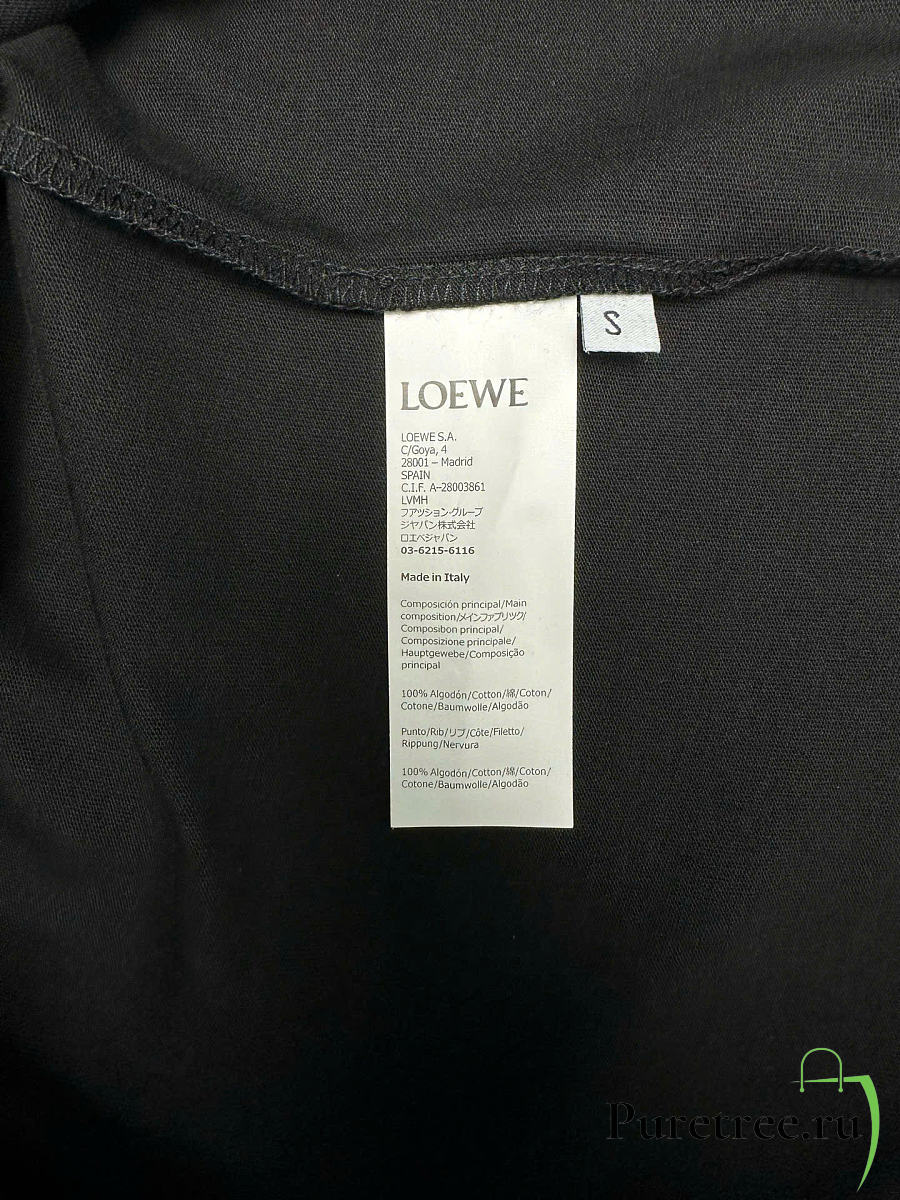 S
LOEWE
LOEWE S.A.
C/Goya, 4
28001 – Madrid
SPAIN
C.I.F. A-28003861
LVMH
フアツション·グループ
ジヤパン株式会社
ロエベジャパン
03-6215-6116
Made in Italy
Composición principal/Main
composition/メインファブリック/
Composibon principal/
Composizione principale/
Hauptgewebe/Composição
principal
100% Algodón/Cotton/綿/Coton/
Cotone/Baumwolle/Algodão
Punto/Rib/リブ/Côte/Filetto/
Rippung/Nervura
100% Algodón/Cotton/綿/Coton/
Cotone/Baumwolle/Algodão
Puretree.ru